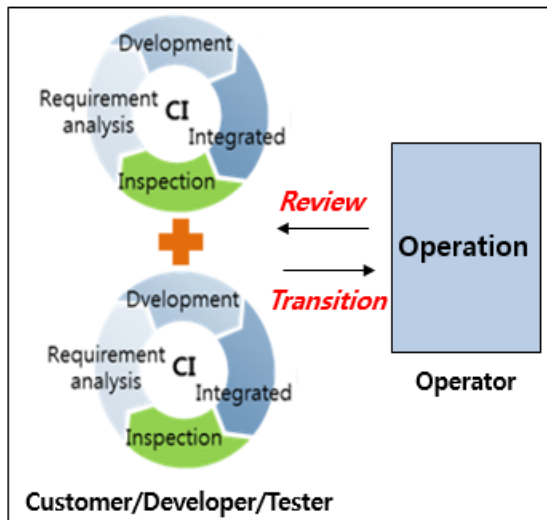 Dvelopment
Requirement
analysis
CI
Integrated
Inspection
Review
Operation
Transition
Dvelopment
Requirement
analysis
CI
Integrated
Inspection
Operator
Customer/Developer/Tester